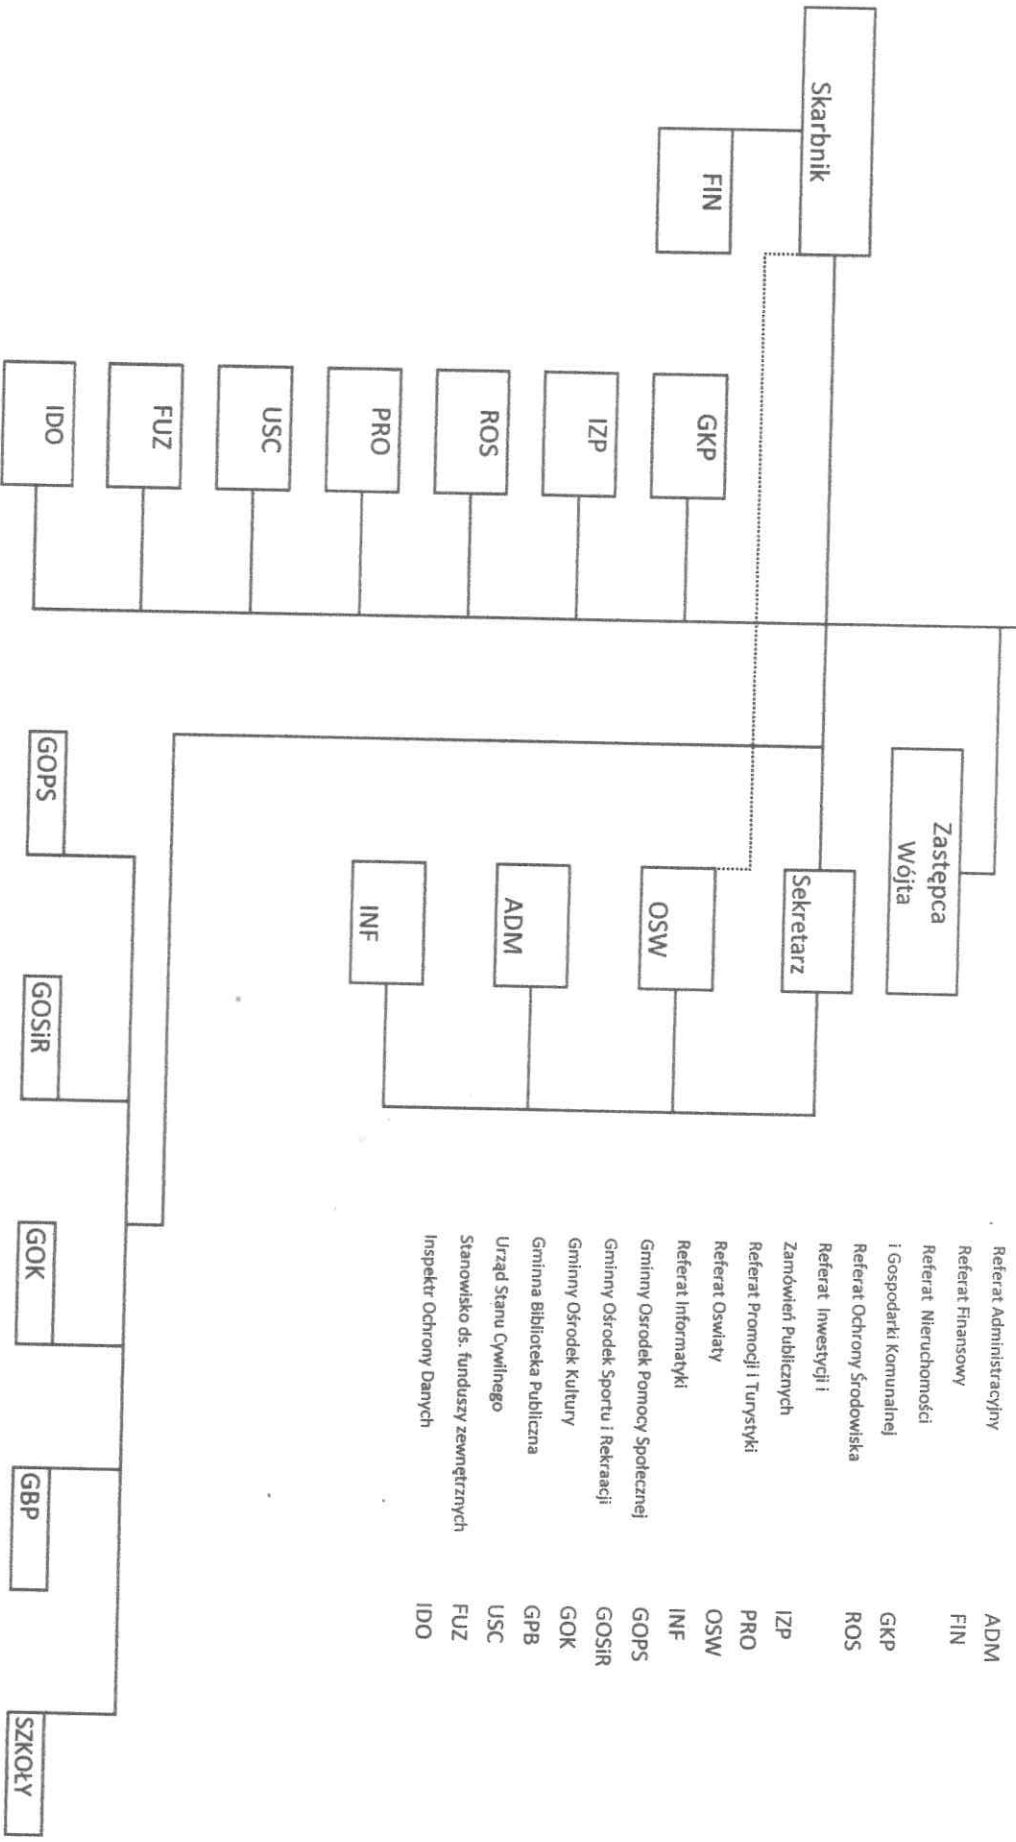 Skarbnik
FIN
Zastępca
Wójta
Sekretarz
GKP
IZP
ROS
PRO
USC
FUZ
IDO
OSW
ADM
INF
GOPS
GOSiR
GOK
GBP
SZKOŁY
Referat Administracyjny ADM
Referat Finansowy FIN
Referat Nieruchomości
i Gospodarki Komunalnej GKP
Referat Ochrony Środowiska ROS
Referat Inwestycji i
Zamówień Publicznych IZP
Referat Promocji i Turystyki PRO
Referat Oswiaty OSW
Referat Informatyki INF
Gminny Osrodek Pomocy Społecznej GOPS
Gminny Ośrodek Sportu i Rekraacji GOSiR
Gminny Ośrodek Kultury GOK
Gminna Biblioteka Publiczna GPB
Urząd Stanu Cywilnego USC
Stanowisko ds. funduszy zewnętrznych FUZ
Inspektr Ochrony Danych IDO